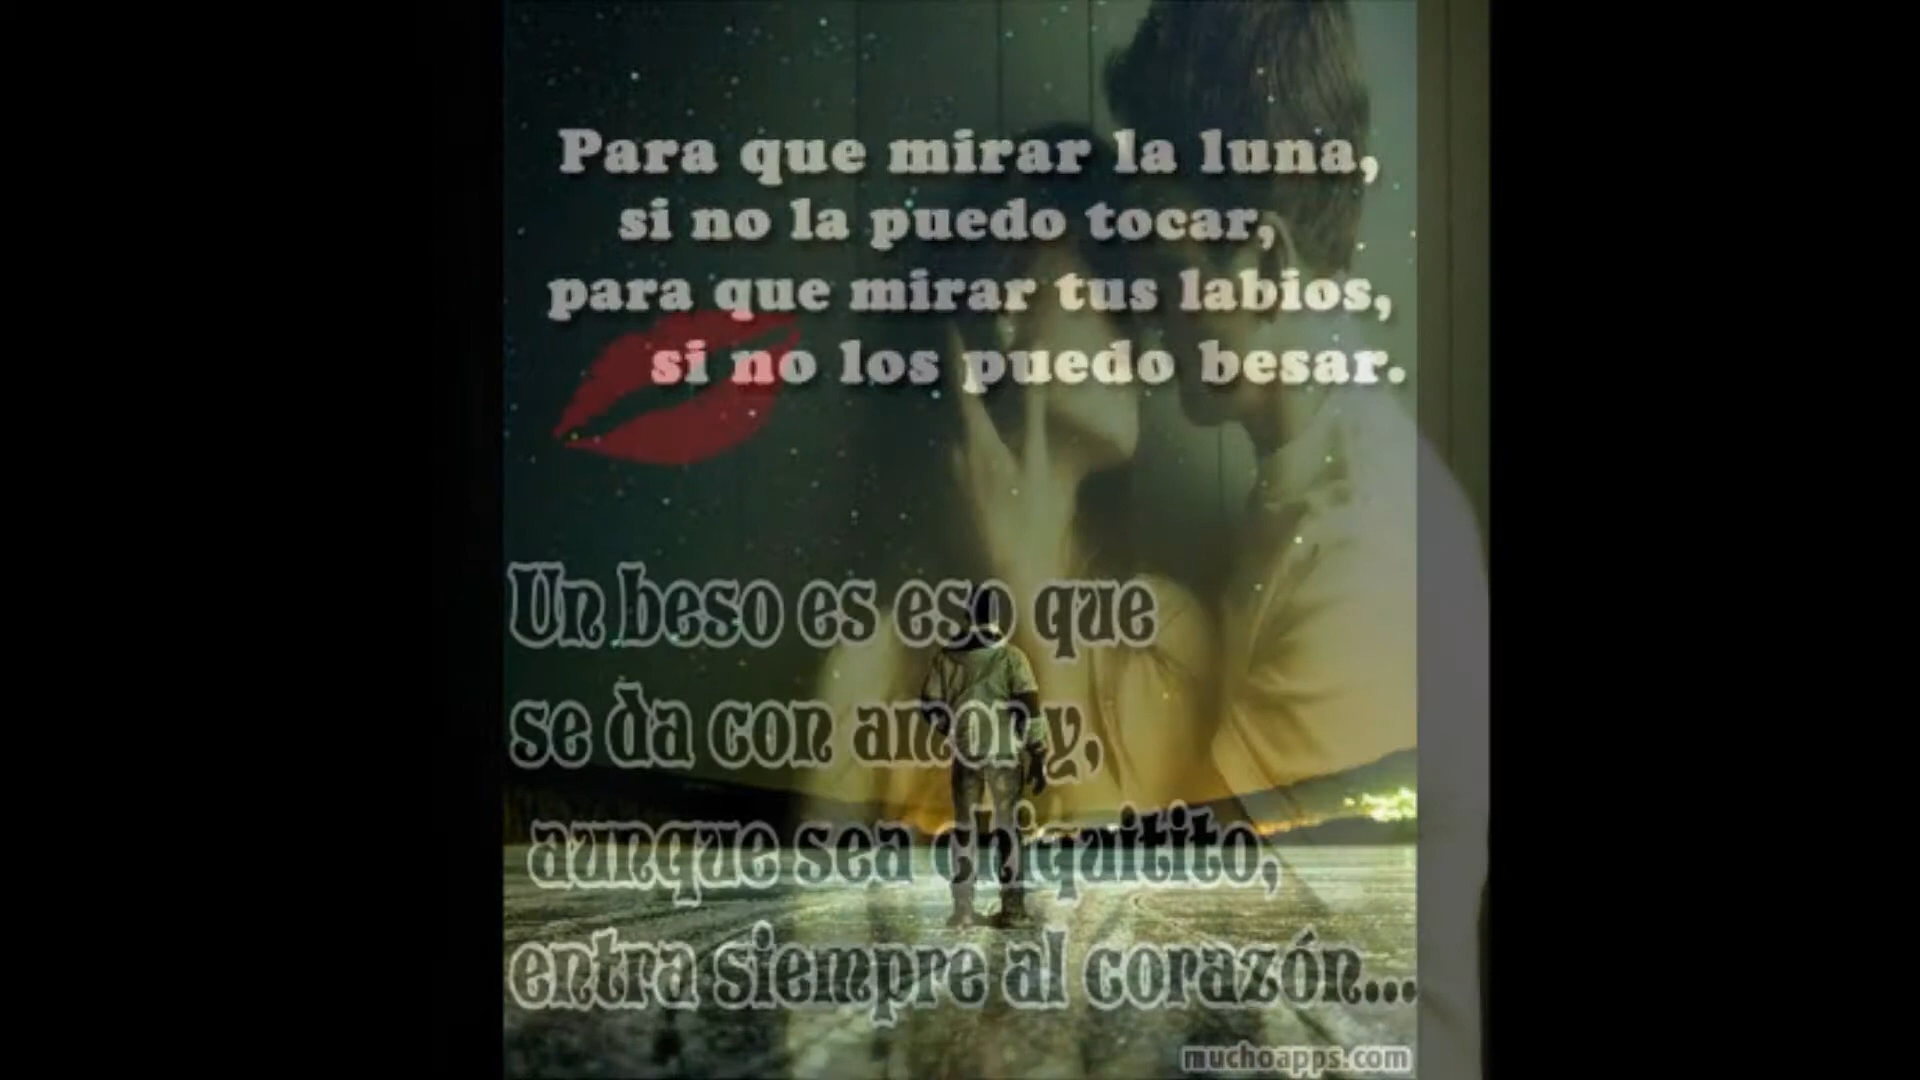 Para que mirar la luna,
si no la puedo tocar,
para que mirar tus labios,
si no los puedo besar.
Un beso es eso que
se da con amor y,
aunque sea chiquitito,
entra siempre al corazón...
muchoapps.com